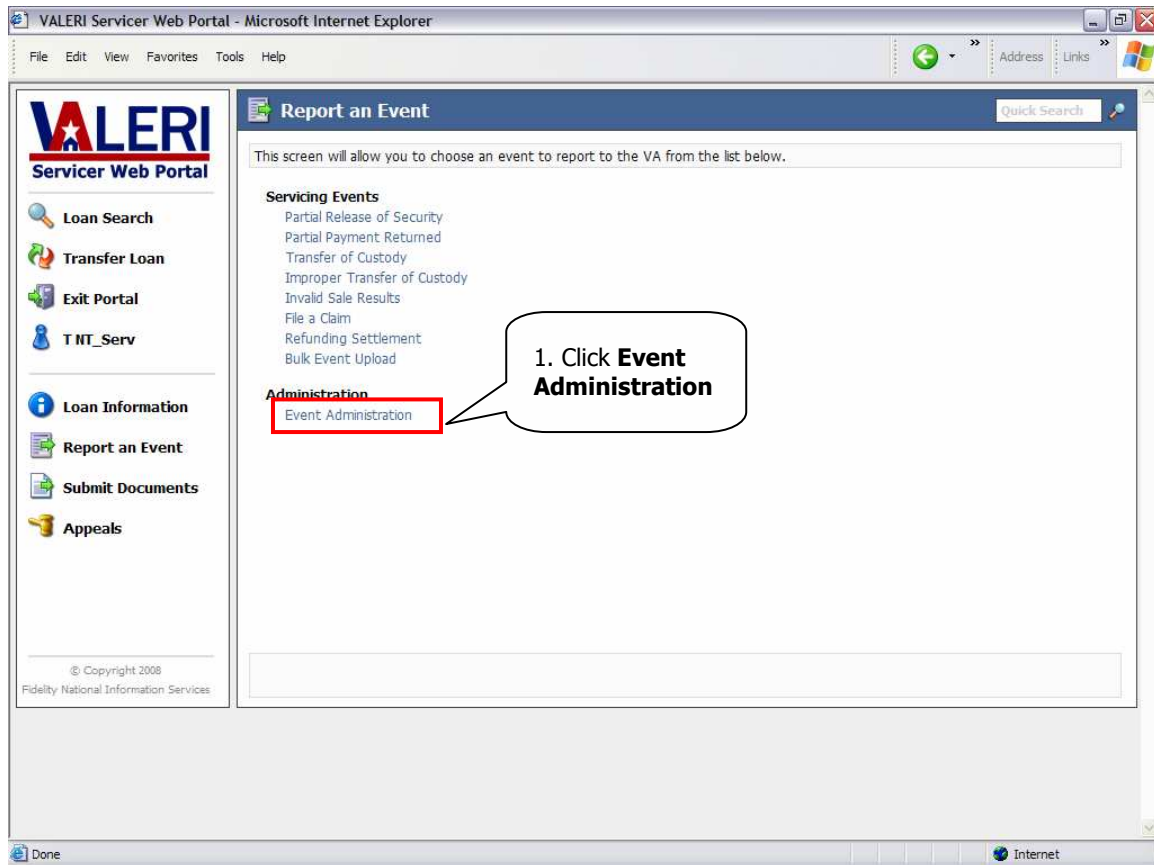 VALERI Servicer Web Portal - Microsoft Internet Explorer
File Edit View Favorites Tools Help
» Address Links »
VALERI
Servicer Web Portal
Loan Search
Transfer Loan
Exit Portal
T NT_Serv
Loan Information
Report an Event
Submit Documents
Appeals
© Copyright 2008
Fidelity National Information Services
Report an Event
Quick Search
This screen will allow you to choose an event to report to the VA from the list below.
Servicing Events
Partial Release of Security
Partial Payment Returned
Transfer of Custody
Improper Transfer of Custody
Invalid Sale Results
File a Claim
Refunding Settlement
Bulk Event Upload
Administration
Event Administration
1. Click Event
Administration
Done
Internet